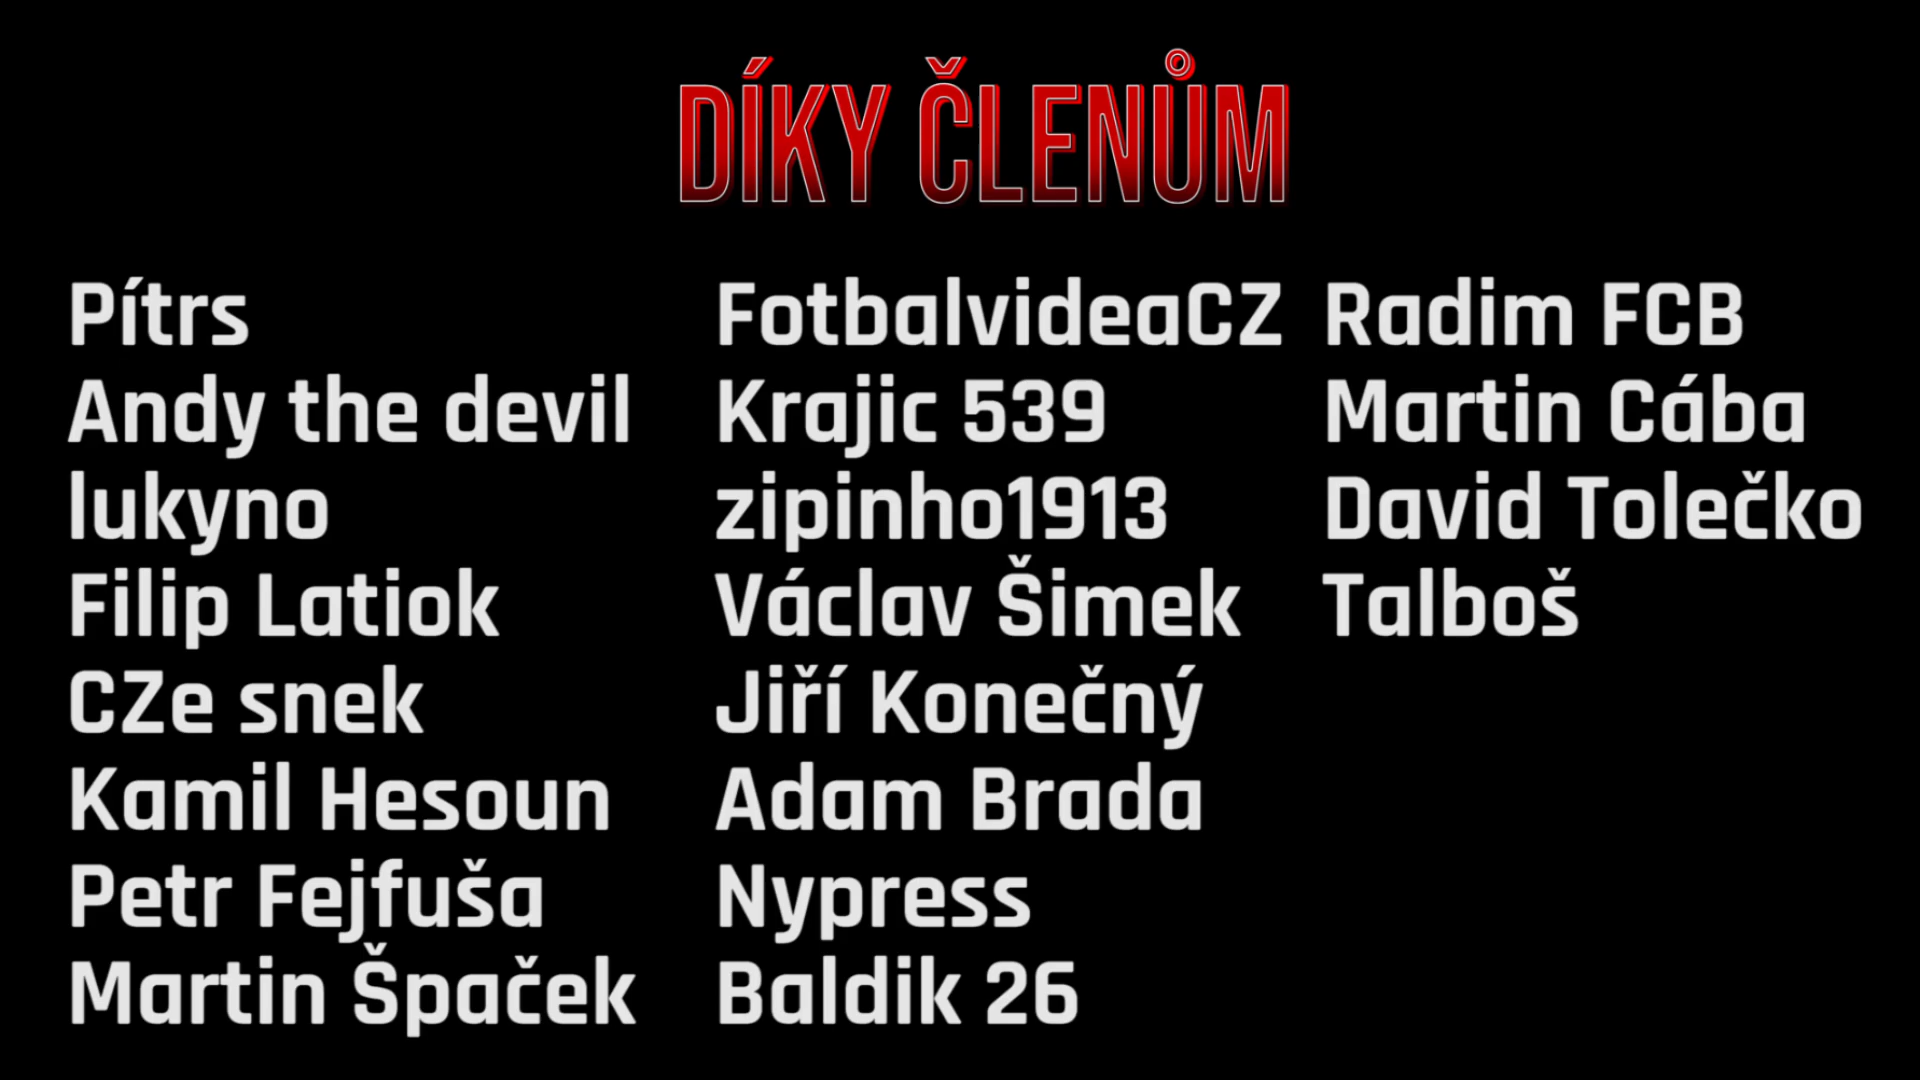 DÍKY ČLENŮM
Pítrs
Andy the devil
lukyno
Filip Latiok
CZe snek
Kamil Hesoun
Petr Fejfuša
Martin Špaček
FotbalvideaCZ
Krajic 539
zipinho1913
Václav Šimek
Jiří Konečný
Adam Brada
Nypress
Baldik 26
Radim FCB
Martin Cába
David Tolečko
Talboš